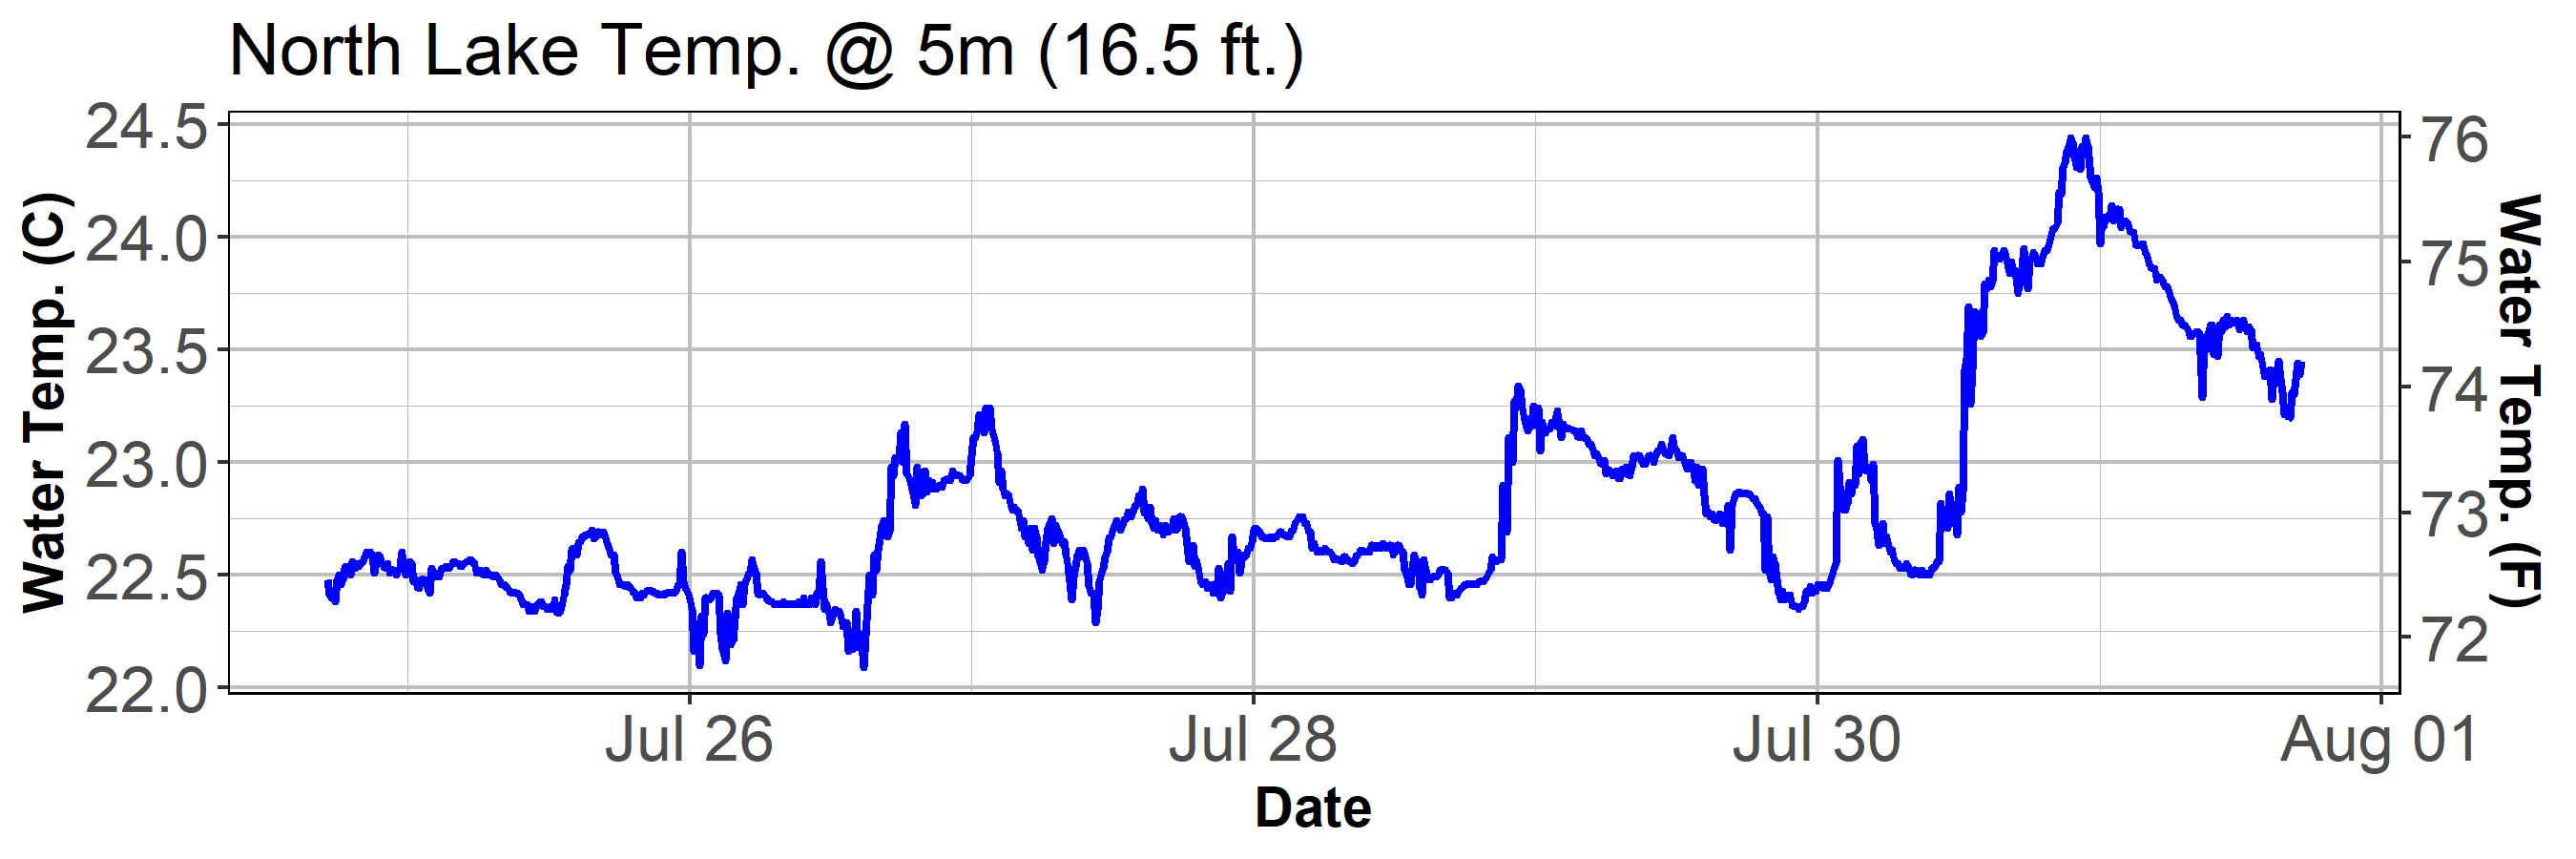 North Lake Temp. @ 5m (16.5 ft.)
Water Temp. (C)
24.5
24.0
23.5
23.0
22.5
22.0
76
75
74
73
72
Water Temp. (F)
Jul 26 Jul 28 Jul 30 Aug 01
Date